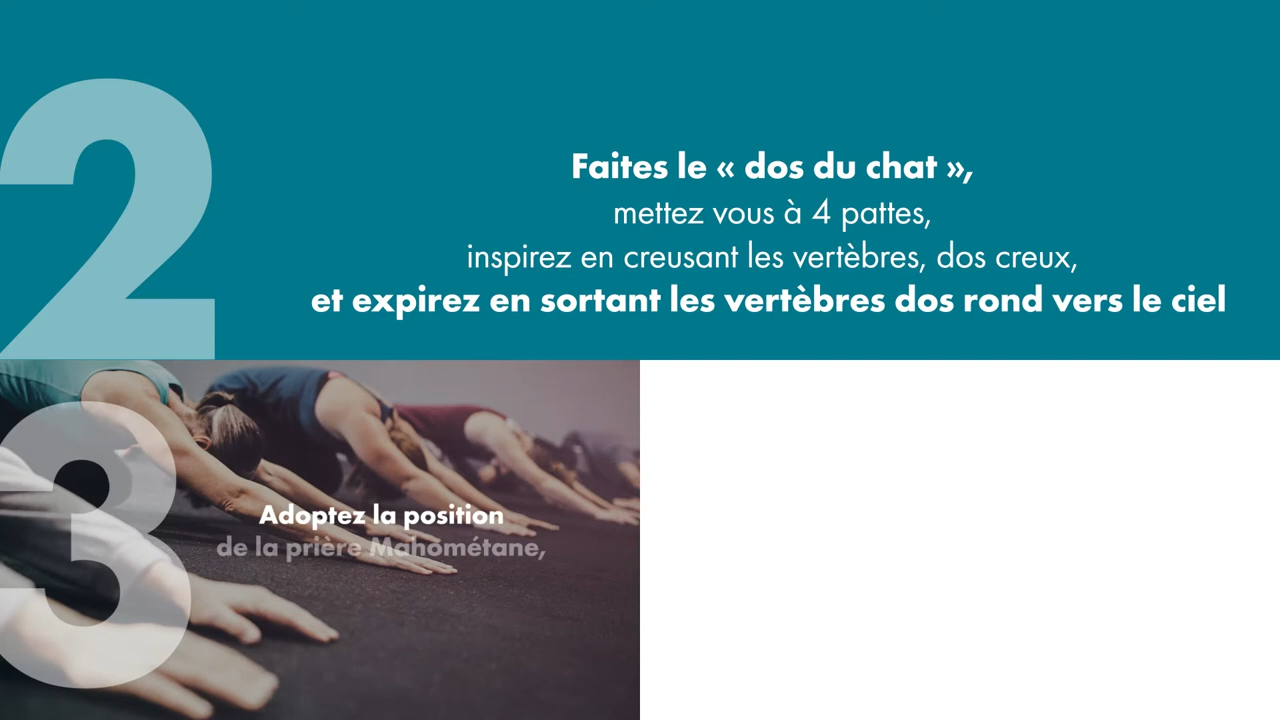 2
Faites le « dos du chat »,
mettez vous à 4 pattes,
inspirez en creusant les vertèbres, dos creux,
et expirez en sortant les vertèbres dos rond vers le ciel
3
Adoptez la position
de la prière Mahométane,